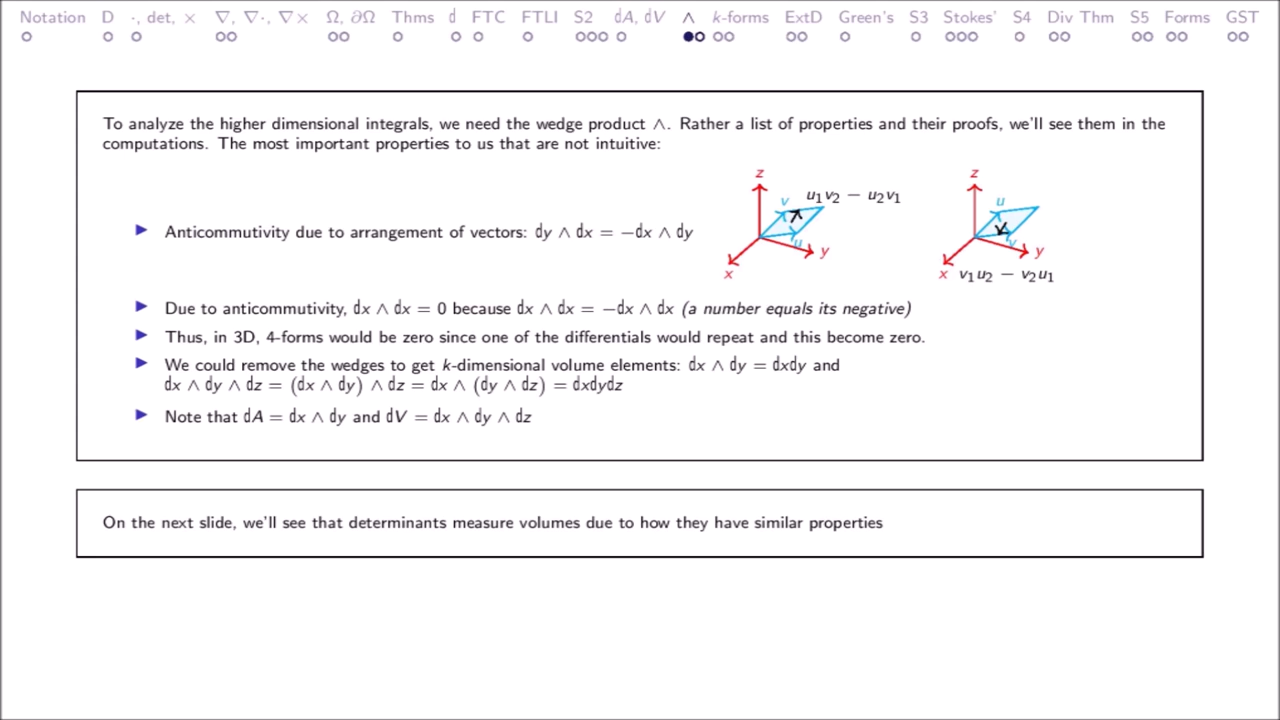 Notation D ·, det, × ∇, ∇·, ∇× Ω, ∂Ω Thms d FTC FTLI S2 dA, dV ∧ k-forms ExtD Green's S3 Stokes' S4 Div Thm S5 Forms GST
To analyze the higher dimensional integrals, we need the wedge product ∧. Rather a list of properties and their proofs, we'll see them in the
computations. The most important properties to us that are not intuitive:
z
v
u₁v₂ − u₂v₁
u
y
x
z
u
v
y
x
v₁u₂ − v₂u₁
Anticommutivity due to arrangement of vectors: dy ∧ dx = −dx ∧ dy
Due to anticommutivity, dx ∧ dx = 0 because dx ∧ dx = −dx ∧ dx (a number equals its negative)
Thus, in 3D, 4-forms would be zero since one of the differentials would repeat and this become zero.
We could remove the wedges to get k-dimensional volume elements: dx ∧ dy = dxdy and
dx ∧ dy ∧ dz = (dx ∧ dy) ∧ dz = dx ∧ (dy ∧ dz) = dxdydz
Note that dA = dx ∧ dy and dV = dx ∧ dy ∧ dz
On the next slide, we'll see that determinants measure volumes due to how they have similar properties